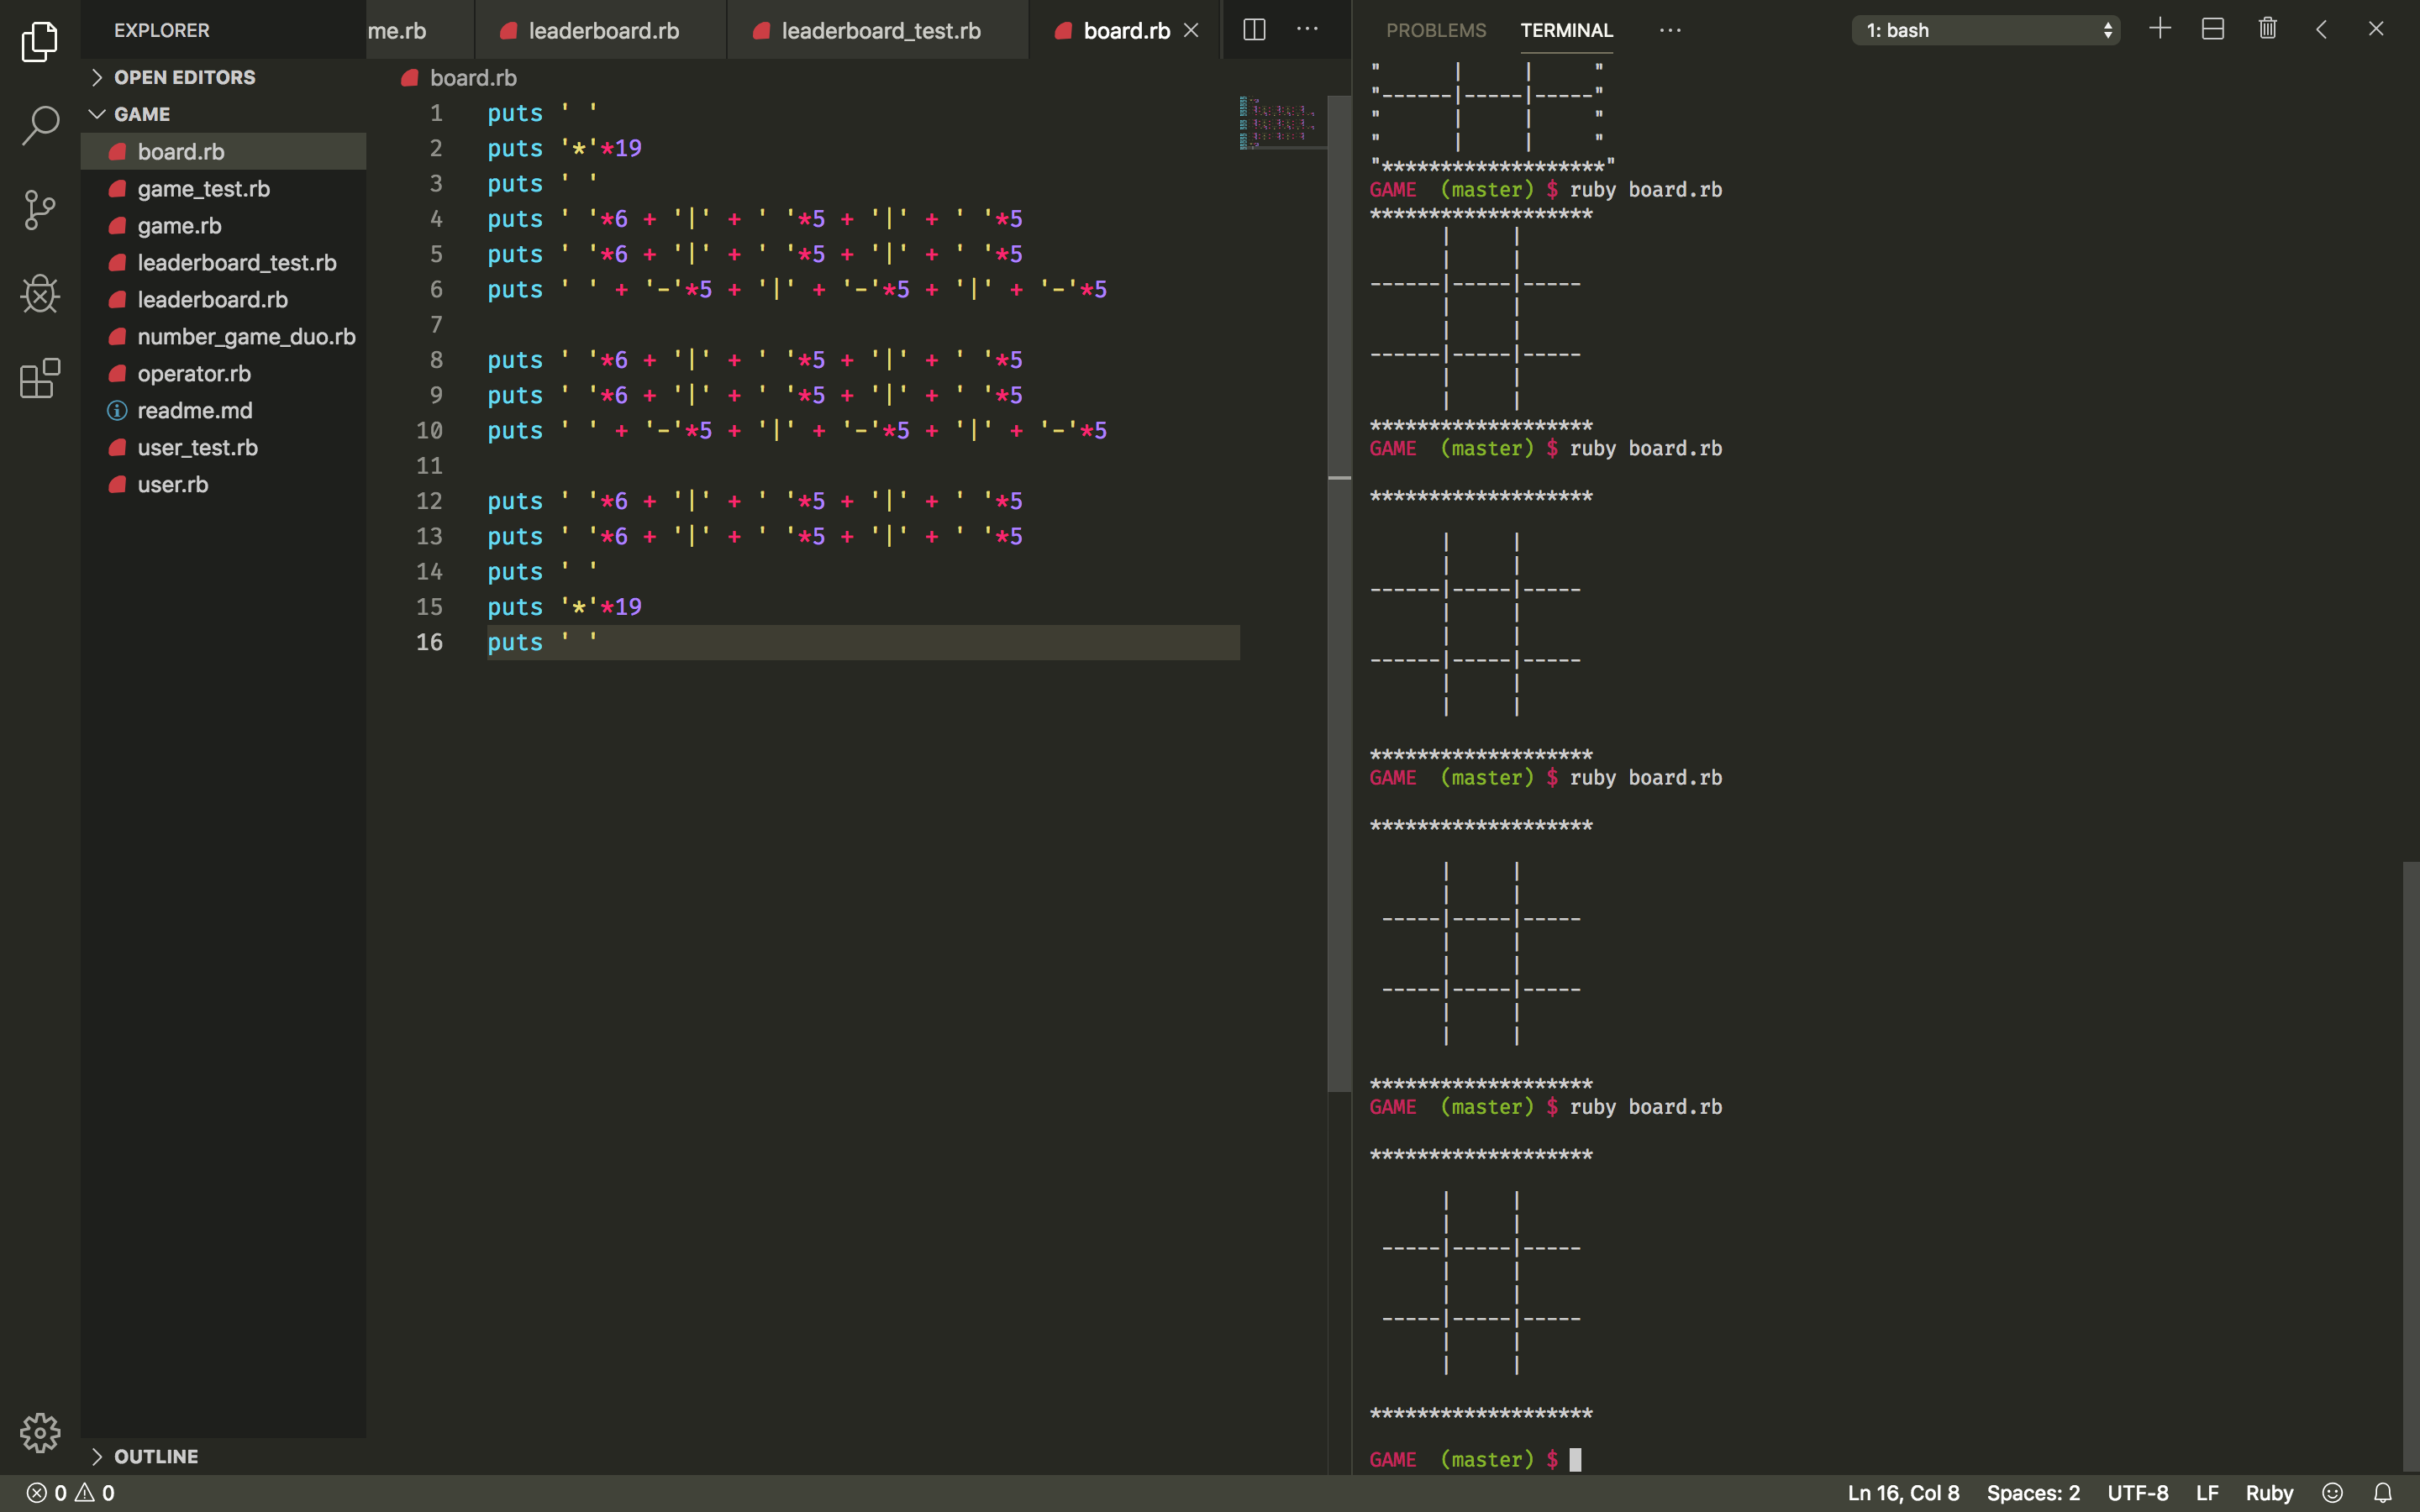 EXPLORER
OPEN EDITORS
GAME
board.rb
game_test.rb
game.rb
leaderboard_test.rb
leaderboard.rb
number_game_duo.rb
operator.rb
readme.md
user_test.rb
user.rb
OUTLINE
me.rb
leaderboard.rb
leaderboard_test.rb
board.rb
board.rb
1 puts ' '
2 puts '*'*19
3 puts ' '
4 puts ' '*6 + '|' + ' '*5 + '|' + ' '*5
5 puts ' '*6 + '|' + ' '*5 + '|' + ' '*5
6 puts ' ' + '-'*5 + '|' + '-'*5 + '|' + '-'*5
7
8 puts ' '*6 + '|' + ' '*5 + '|' + ' '*5
9 puts ' '*6 + '|' + ' '*5 + '|' + ' '*5
10 puts ' ' + '-'*5 + '|' + '-'*5 + '|' + '-'*5
11
12 puts ' '*6 + '|' + ' '*5 + '|' + ' '*5
13 puts ' '*6 + '|' + ' '*5 + '|' + ' '*5
14 puts ' '
15 puts '*'*19
16 puts ' '
PROBLEMS
TERMINAL
1: bash
"      |     |     "
"------|-----|-----"
"      |     |     "
"      |     |     "
"*******************"
GAME  (master) $ ruby board.rb
*******************
      |     |
      |     |
------|-----|-----
      |     |
      |     |
------|-----|-----
      |     |
      |     |
*******************
GAME  (master) $ ruby board.rb

*******************

      |     |
      |     |
------|-----|-----
      |     |
      |     |
------|-----|-----
      |     |
      |     |

*******************
GAME  (master) $ ruby board.rb

*******************

      |     |
      |     |
 -----|-----|-----
      |     |
      |     |
 -----|-----|-----
      |     |
      |     |

*******************
GAME  (master) $ ruby board.rb

*******************

      |     |
      |     |
 -----|-----|-----
      |     |
      |     |
 -----|-----|-----
      |     |
      |     |

*******************

GAME  (master) $
0 0
Ln 16, Col 8
Spaces: 2
UTF-8
LF
Ruby